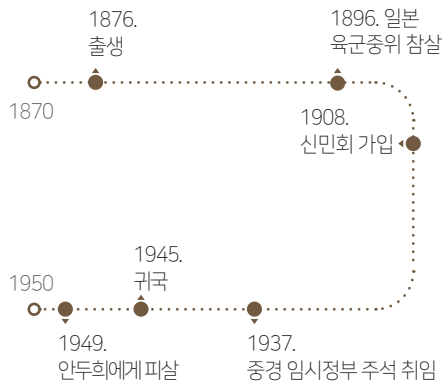 1876.
출생
1896. 일본
육군중위 참살
1870
1908.
신민회 가입
1945.
귀국
1950
1949.
안두희에게 피살
1937.
중경 임시정부 주석 취임